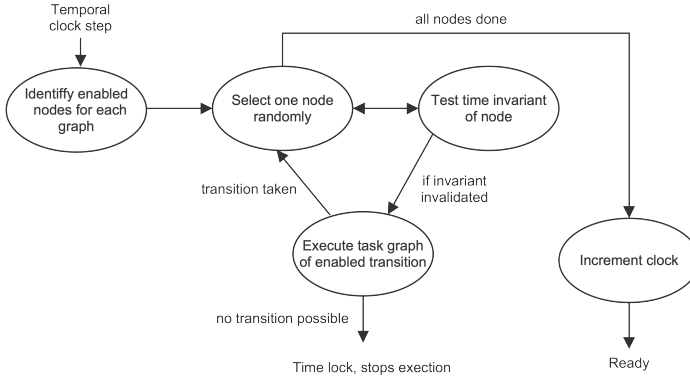 Temporal
clock step
all nodes done
Identiffy enabled
nodes for each
graph
Select one node
randomly
Test time invariant
of node
transition taken
if invariant
invalidated
Execute task graph
of enabled transition
Increment clock
no transition possible
Time lock, stops exection
Ready